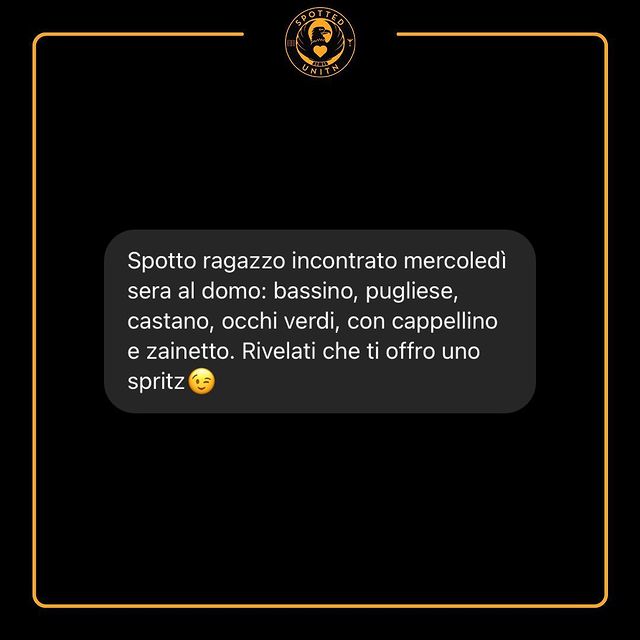 SPOTTED
UNITN
Spotto ragazzo incontrato mercoledì
sera al domo: bassino, pugliese,
castano, occhi verdi, con cappellino
e zainetto. Rivelati che ti offro uno
spritz😉